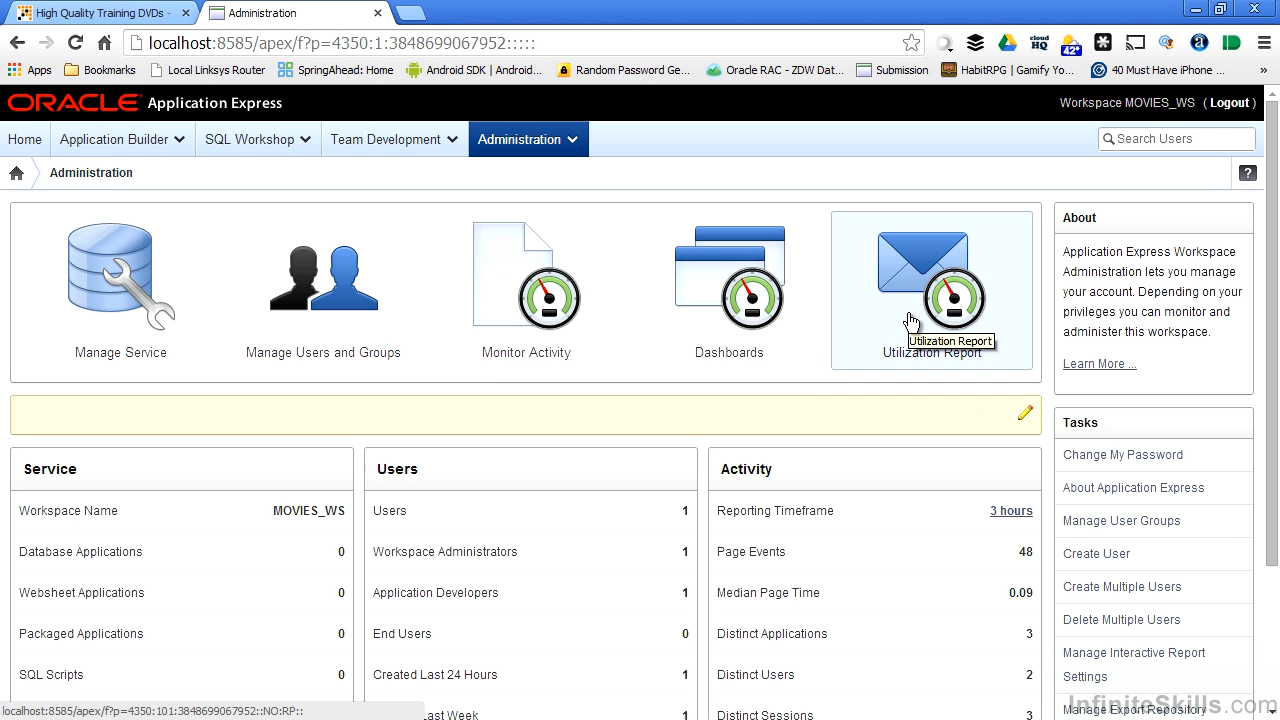 High Quality Training DVDs -
Administration
localhost:8585/apex/f?p=4350:1:3848699067952:::::
42°
Apps
Bookmarks
Local Linksys Router
SpringAhead: Home
Android SDK | Android...
Random Password Ge...
Oracle RAC - ZDW Dat...
Submission
HabitRPG | Gamify Yo...
40 Must Have iPhone ...
»
ORACLE Application Express
Workspace MOVIES_WS ( Logout )
Home
Application Builder
SQL Workshop
Team Development
Administration
Search Users
Administration
?
Manage Service
Manage Users and Groups
Monitor Activity
Dashboards
Utilization Report
Utilization Report
About
Application Express Workspace
Administration lets you manage
your account. Depending on your
privileges you can monitor and
administer this workspace.
Learn More ...
Service
Workspace Name MOVIES_WS
Database Applications 0
Websheet Applications 0
Packaged Applications 0
SQL Scripts 0
Users
Users 1
Workspace Administrators 1
Application Developers 1
End Users 0
Created Last 24 Hours 1
Last Week 1
Activity
Reporting Timeframe 3 hours
Page Events 48
Median Page Time 0.09
Distinct Applications 3
Distinct Users 2
Distinct Sessions 3
Tasks
Change My Password
About Application Express
Manage User Groups
Create User
Create Multiple Users
Delete Multiple Users
Manage Interactive Report
Settings
Manage Export Repository
localhost:8585/apex/f?p=4350:101:3848699067952::NO:RP::
InfiniteSkills.com